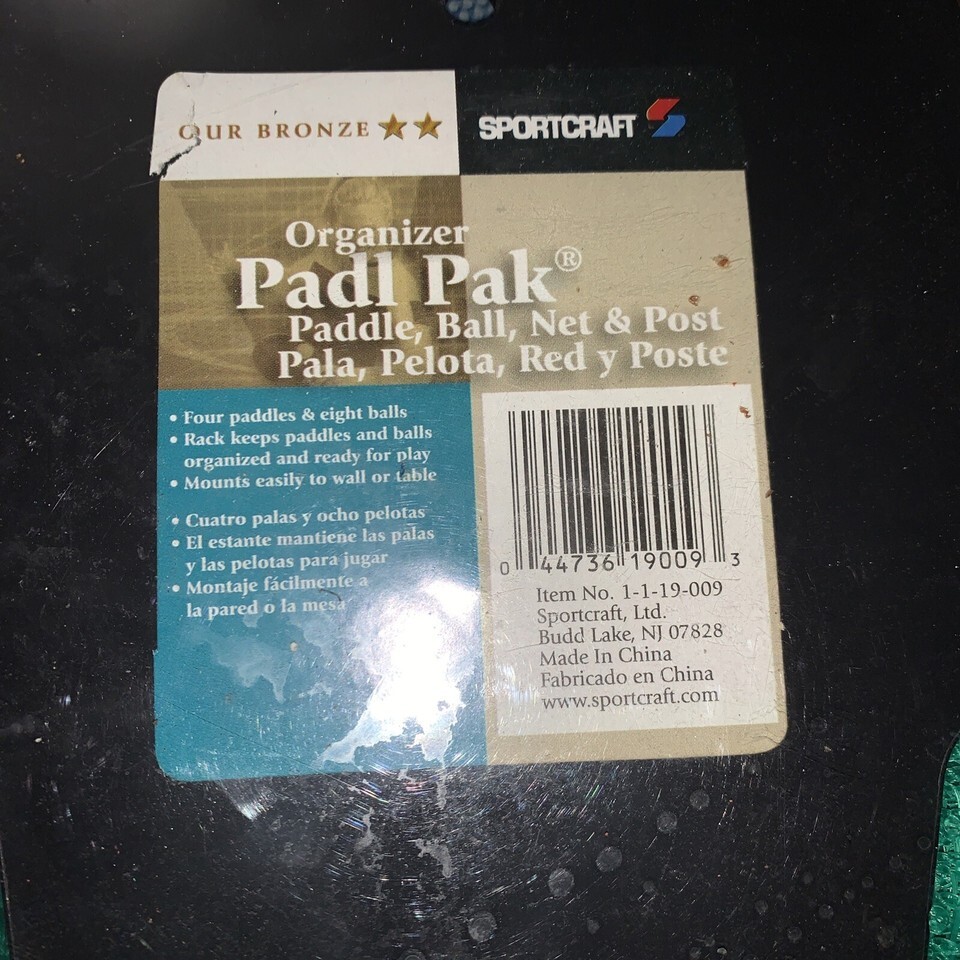 OUR BRONZE
SPORTCRAFT
Organizer
Padl Pak®
Paddle, Ball, Net & Post
Pala, Pelota, Red y Poste
• Four paddles & eight balls
• Rack keeps paddles and balls
organized and ready for play
• Mounts easily to wall or table
• Cuatro palas y ocho pelotas
• El estante mantiene las palas
y las pelotas para jugar
• Montaje fácilmente a
la pared o la mesa
0 44736 19009 3
Item No. 1-1-19-009
Sportcraft, Ltd.
Budd Lake, NJ 07828
Made In China
Fabricado en China
www.sportcraft.com